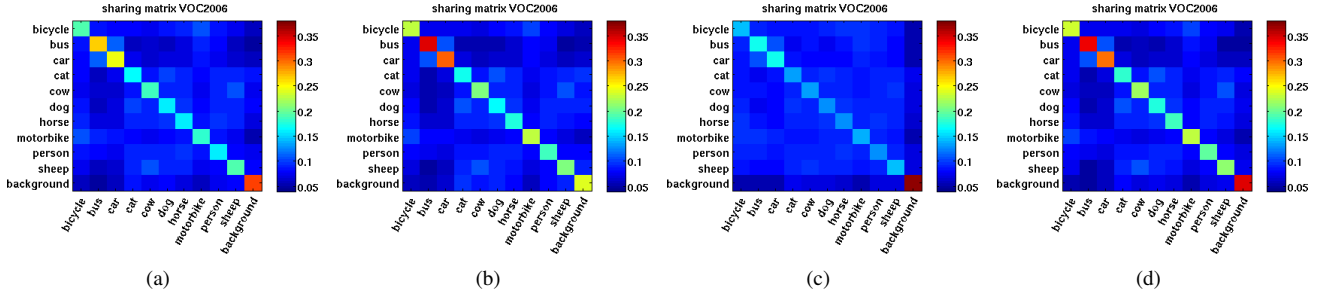 sharing matrix VOC2006
bicycle
bus
car
cat
cow
dog
horse
motorbike
person
sheep
background
0.35
0.3
0.25
0.2
0.15
0.1
0.05
bicycle
bus
car
cat
cow
dog
horse
motorbike
person
sheep
background
(a)
sharing matrix VOC2006
bicycle
bus
car
cat
cow
dog
horse
motorbike
person
sheep
background
0.35
0.3
0.25
0.2
0.15
0.1
0.05
bicycle
bus
car
cat
cow
dog
horse
motorbike
person
sheep
background
(b)
sharing matrix VOC2006
bicycle
bus
car
cat
cow
dog
horse
motorbike
person
sheep
background
0.35
0.3
0.25
0.2
0.15
0.1
0.05
bicycle
bus
car
cat
cow
dog
horse
motorbike
person
sheep
background
(c)
sharing matrix VOC2006
bicycle
bus
car
cat
cow
dog
horse
motorbike
person
sheep
background
0.35
0.3
0.25
0.2
0.15
0.1
0.05
bicycle
bus
car
cat
cow
dog
horse
motorbike
person
sheep
background
(d)